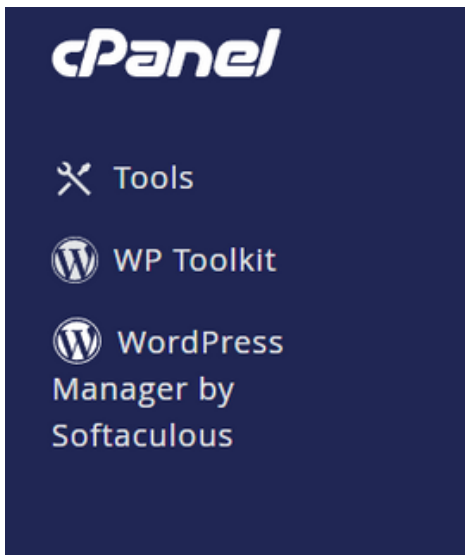 cPanel
Tools
WP Toolkit
WordPress
Manager by
Softaculous